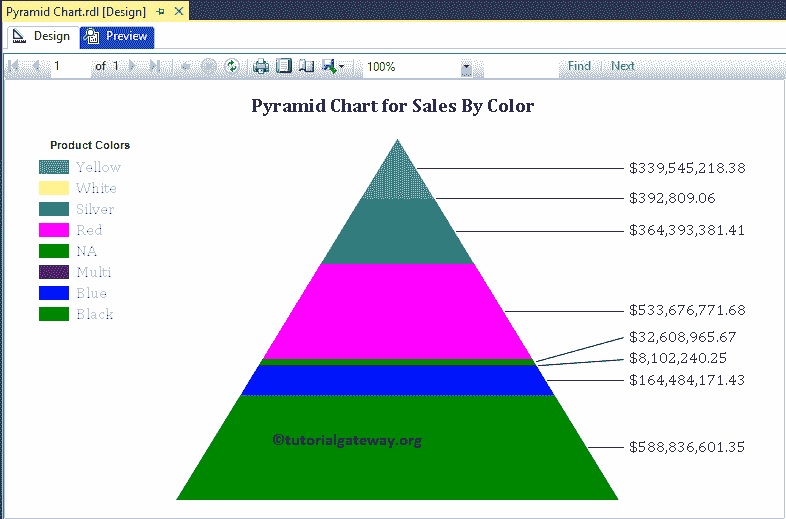 Pyramid Chart.rdl [Design]
Design
Preview
1 of 1 100% Find Next
Pyramid Chart for Sales By Color
Product Colors
Yellow
White
Silver
Red
NA
Multi
Blue
Black
$339,545,218.38
$392,809.06
$364,393,381.41
$533,676,771.68
$32,608,965.67
$8,102,240.25
$164,484,171.43
$588,836,601.35
©tutorialgateway.org